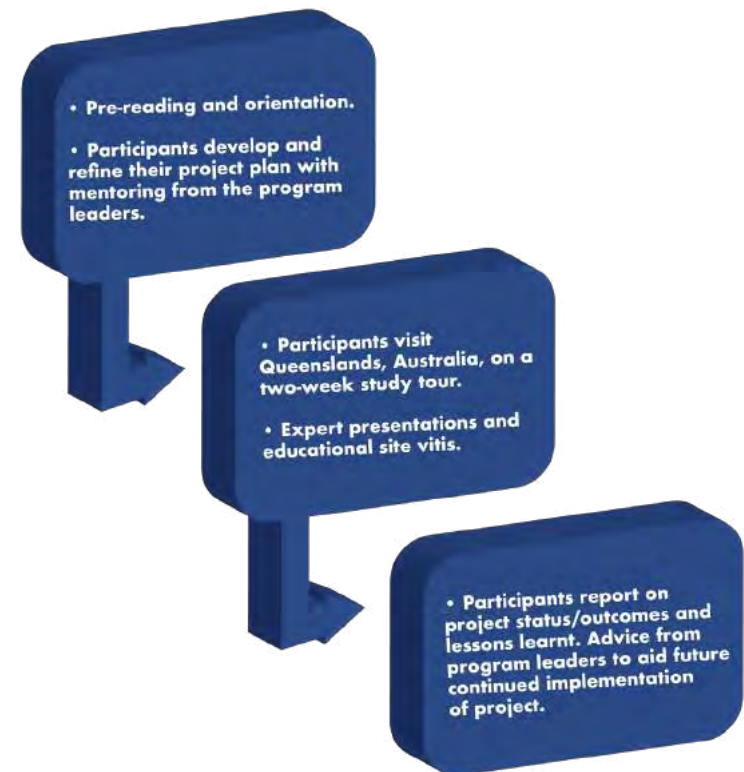 • Pre-reading and orientation.
• Participants develop and
refine their project plan with
mentoring from the program
leaders.
• Participants visit
Queenslands, Australia, on a
two-week study tour.
• Expert presentations and
educational site vitis.
• Participants report on
project status/outcomes and
lessons learnt. Advice from
program leaders to aid future
continued implementation
of project.